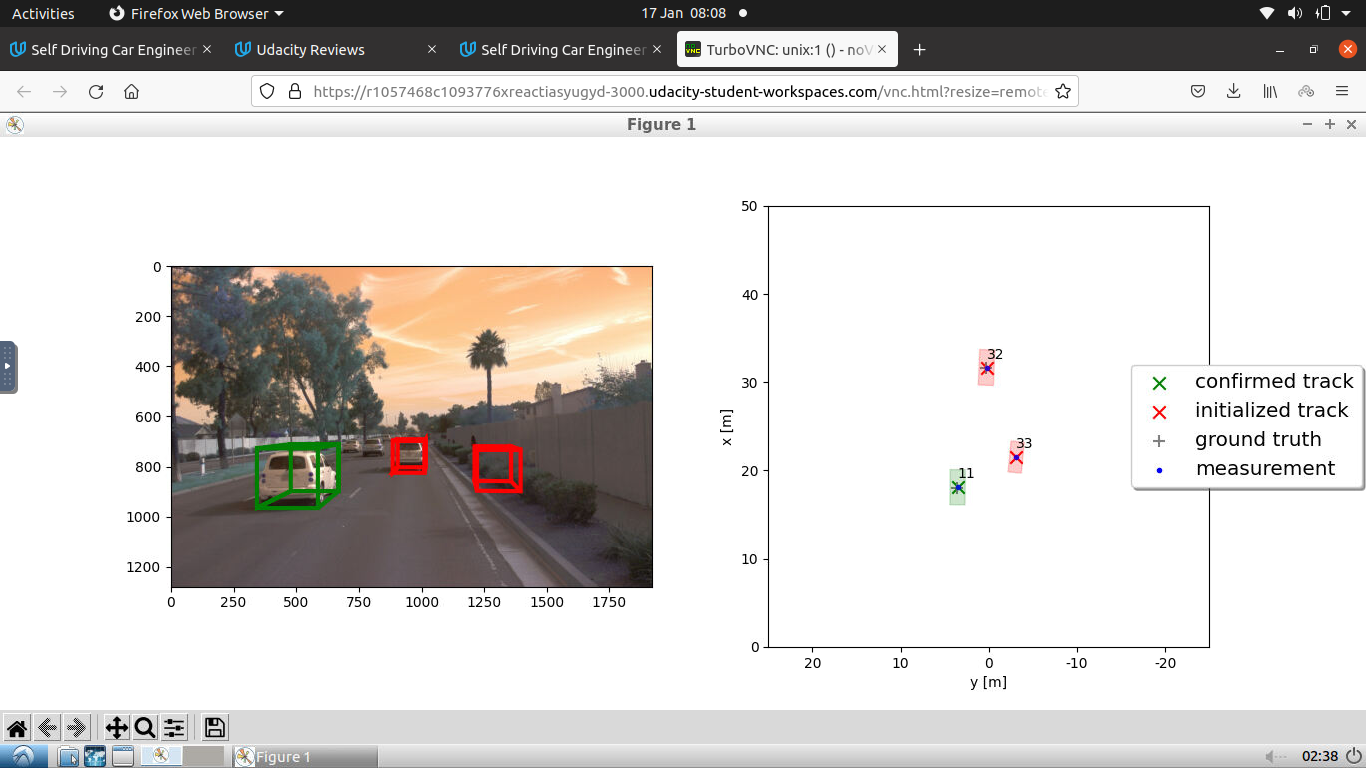 Activities
Firefox Web Browser
17 Jan 08:08
Self Driving Car Engineer
Udacity Reviews
Self Driving Car Engineer
TurboVNC: unix:1 () - noV
https://r1057468c1093776xreactiasyugyd-3000.udacity-student-workspaces.com/vnc.html?resize=remote
Figure 1
0
200
400
600
800
1000
1200
0
250
500
750
1000
1250
1500
1750
50
40
30
20
10
0
x [m]
20
10
0
-10
-20
y [m]
32
33
11
confirmed track
initialized track
ground truth
measurement
Figure 1
02:38